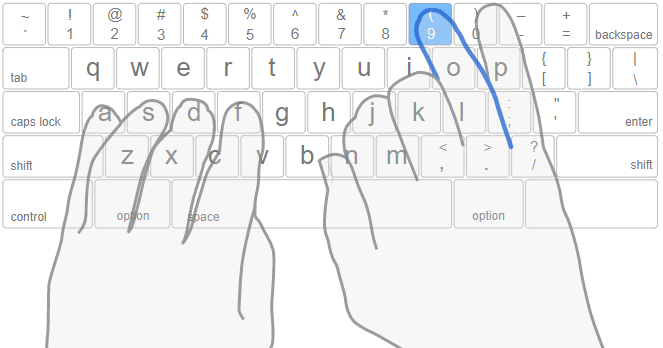 ~ ! @ # $ % ^ & * ( ) – +
` 1 2 3 4 5 6 7 8 9 0 - = backspace
tab q w e r t y u i o p { [ } ] | \
caps lock a s d f g h j k l : ; " ' enter
shift z x c v b n m < , > . ? / shift
control option space option